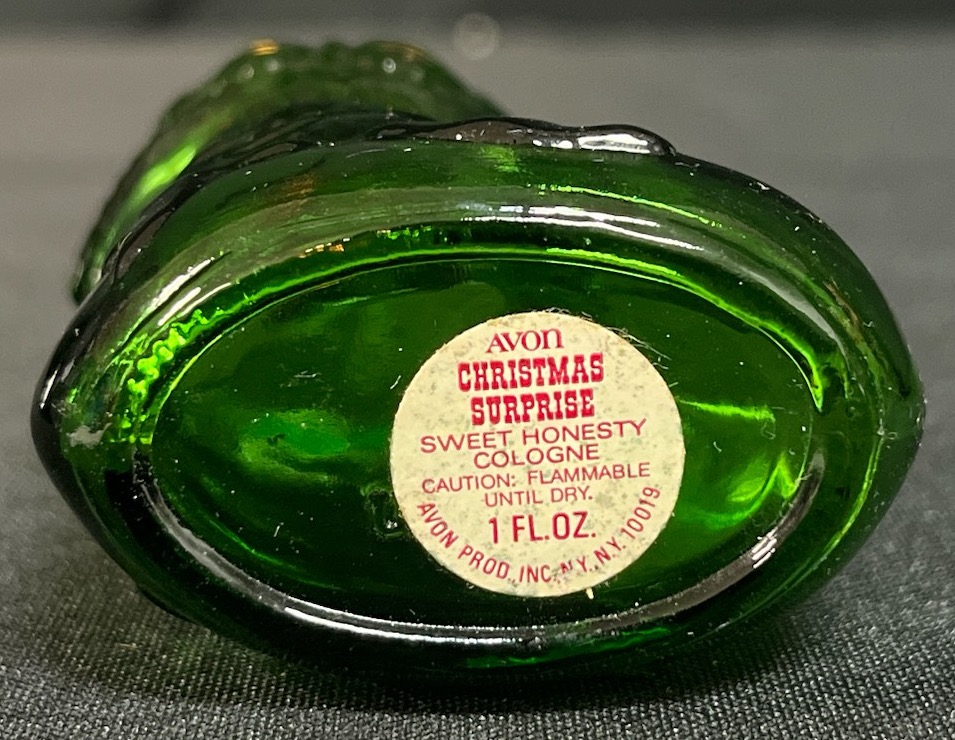 AVON
CHRISTMAS
SURPRISE
SWEET HONESTY
COLOGNE
CAUTION: FLAMMABLE
UNTIL DRY.
1 FL.OZ.
AVON PROD., INC., N.Y., N.Y. 10019